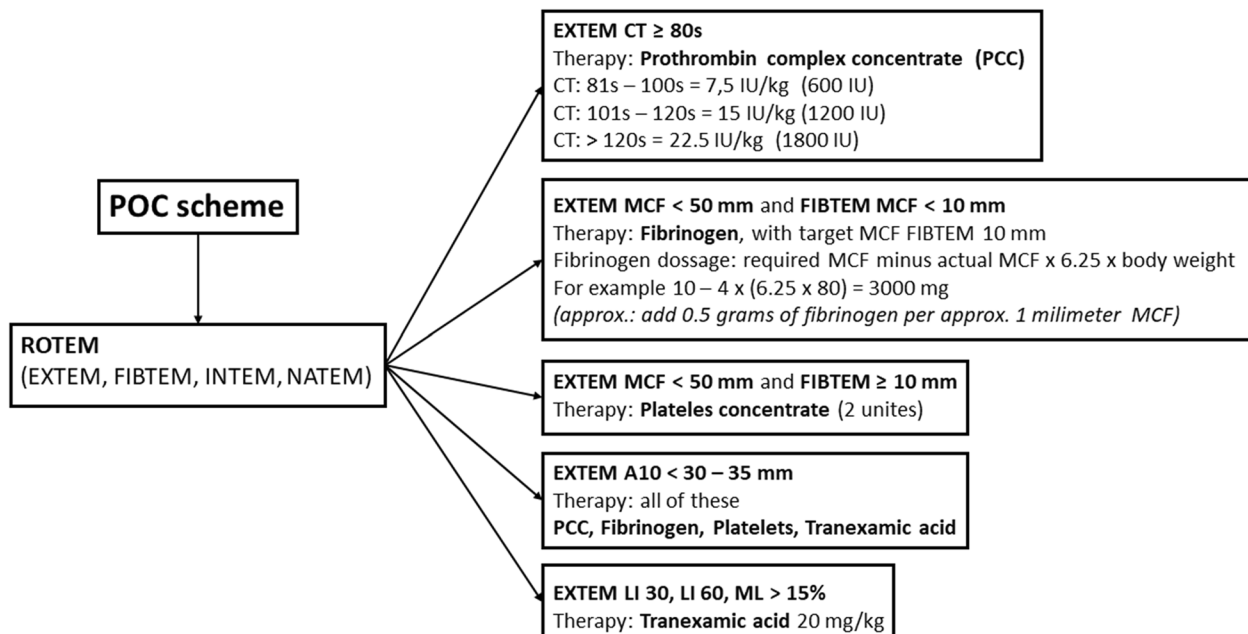 POC scheme
ROTEM
(EXTEM, FIBTEM, INTEM, NATEM)
EXTEM CT ≥ 80s
Therapy: Prothrombin complex concentrate (PCC)
CT: 81s – 100s = 7,5 IU/kg (600 IU)
CT: 101s – 120s = 15 IU/kg (1200 IU)
CT: > 120s = 22.5 IU/kg (1800 IU)
EXTEM MCF < 50 mm and FIBTEM MCF < 10 mm
Therapy: Fibrinogen, with target MCF FIBTEM 10 mm
Fibrinogen dossage: required MCF minus actual MCF x 6.25 x body weight
For example 10 – 4 x (6.25 x 80) = 3000 mg
(approx.: add 0.5 grams of fibrinogen per approx. 1 milimeter MCF)
EXTEM MCF < 50 mm and FIBTEM ≥ 10 mm
Therapy: Plateles concentrate (2 unites)
EXTEM A10 < 30 – 35 mm
Therapy: all of these
PCC, Fibrinogen, Platelets, Tranexamic acid
EXTEM LI 30, LI 60, ML > 15%
Therapy: Tranexamic acid 20 mg/kg